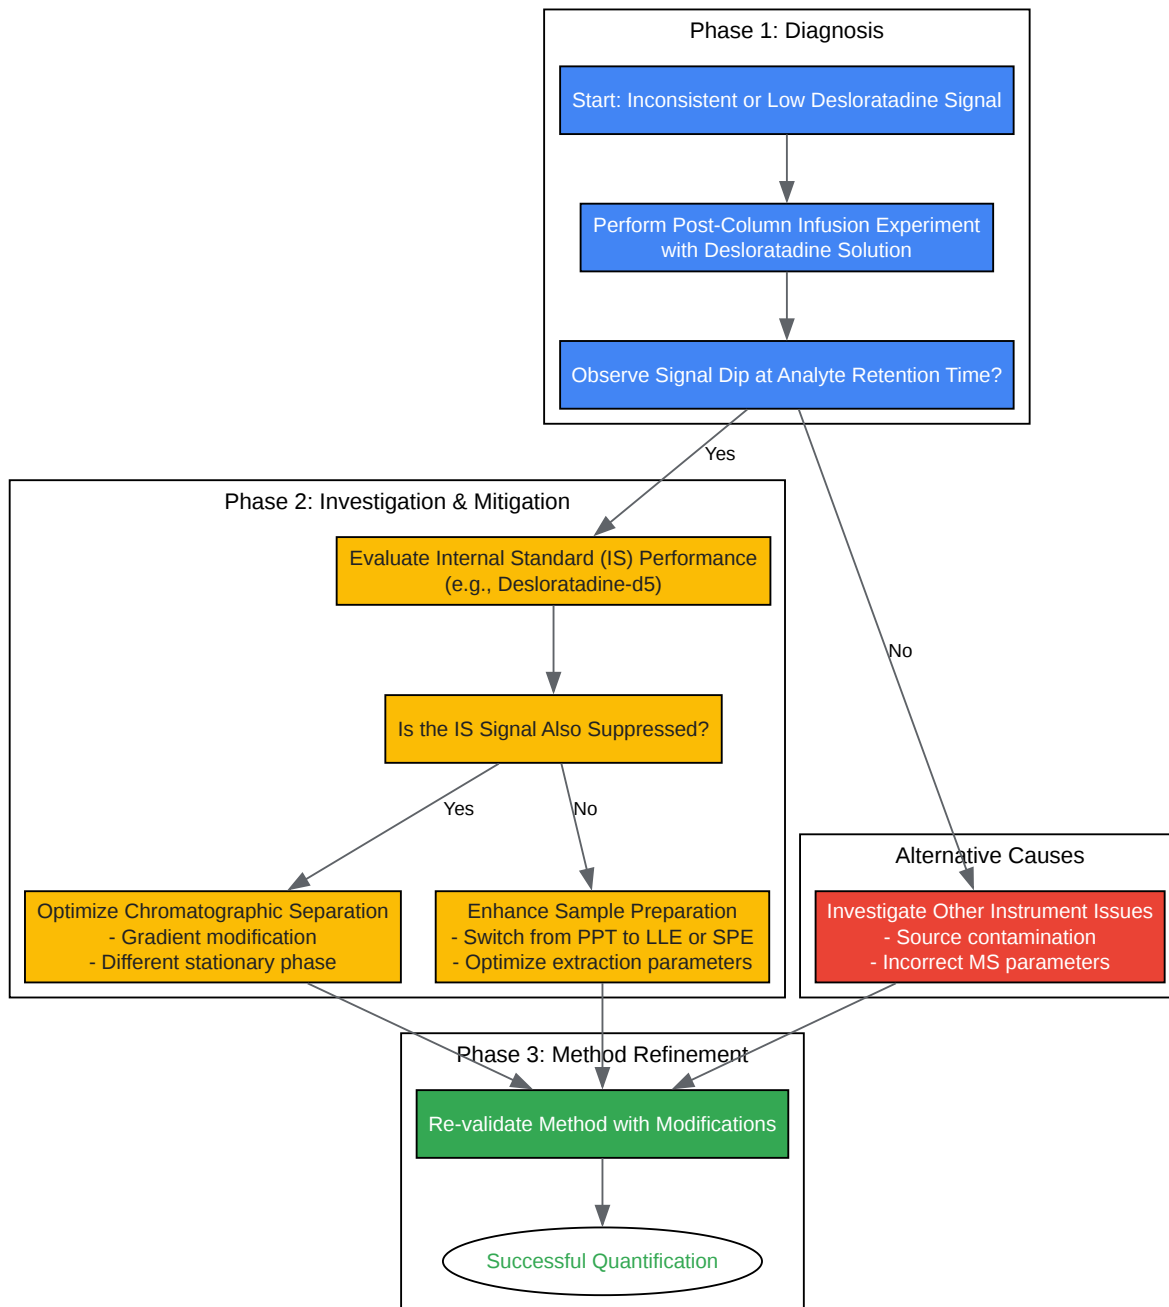 Phase 1: Diagnosis
Start: Inconsistent or Low Desloratadine Signal
Perform Post-Column Infusion Experiment
with Desloratadine Solution
Observe Signal Dip at Analyte Retention Time?
Yes
No
Phase 2: Investigation & Mitigation
Evaluate Internal Standard (IS) Performance
(e.g., Desloratadine-d5)
Is the IS Signal Also Suppressed?
Yes
No
Optimize Chromatographic Separation
- Gradient modification
- Different stationary phase
Enhance Sample Preparation
- Switch from PPT to LLE or SPE
- Optimize extraction parameters
Alternative Causes
Investigate Other Instrument Issues
- Source contamination
- Incorrect MS parameters
Phase 3: Method Refinement
Re-validate Method with Modifications
Successful Quantification